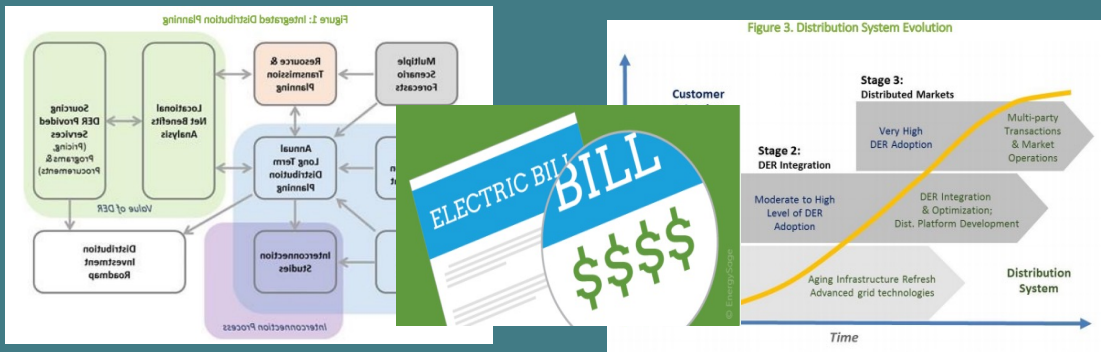 Figure 1: Integrated Distribution Planning
Sourcing
DER Provided
Services
(Pricing,
Programs &
Procurements)
Locational
Net Benefits
Analysis
Value of DER
Resource &
Transmission
Planning
Multiple
Scenario
Forecasts
Annual
Long Term
Distribution
Planning
Distribution
Investment
Roadmap
Interconnection
Studies
Interconnection Process
ELECTRIC BILL
BILL
$$$$
© EnergySage
Figure 3. Distribution System Evolution
Customer
Stage 3:
Distributed Markets
Very High
DER Adoption
Multi-party
Transactions
& Market
Operations
Stage 2:
DER Integration
Moderate to High
Level of DER
Adoption
DER Integration
& Optimization;
Dist. Platform Development
Aging Infrastructure Refresh
Advanced grid technologies
Distribution
System
Time